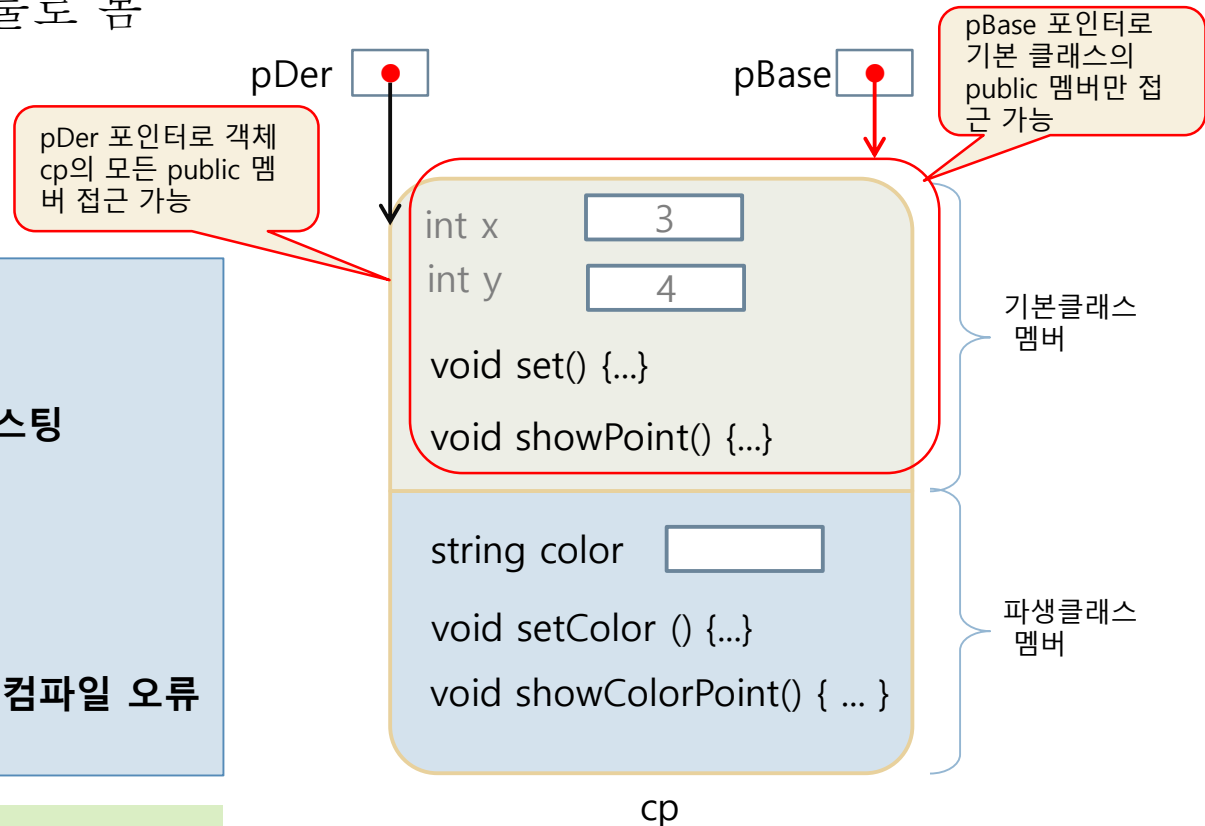 물로 봄
pDer
pBase
pBase 포인터로
기본 클래스의
public 멤버만 접
근 가능
pDer 포인터로 객체
cp의 모든 public 멤
버 접근 가능
int x
3
int y
4
void set() {...}
void showPoint() {...}
기본클래스
멤버
스팅
string color
void setColor () {...}
void showColorPoint() { ... }
파생클래스
멤버
컴파일 오류
cp